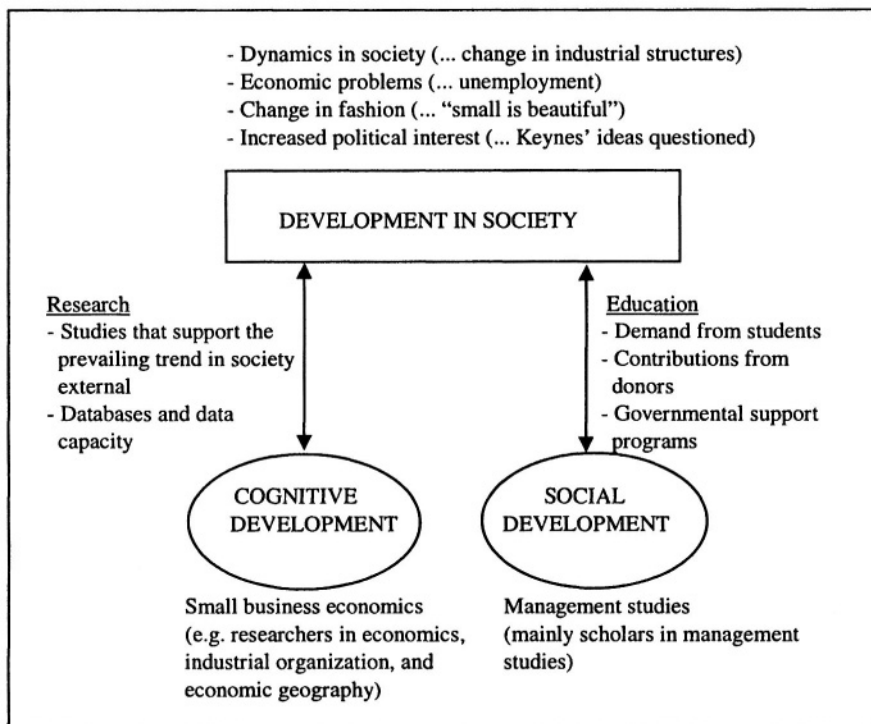 - Dynamics in society (... change in industrial structures)
- Economic problems (... unemployment)
- Change in fashion (... “small is beautiful”)
- Increased political interest (... Keynes’ ideas questioned)
DEVELOPMENT IN SOCIETY
Research
- Studies that support the
prevailing trend in society
external
- Databases and data
capacity
Education
- Demand from students
- Contributions from
donors
- Governmental support
programs
COGNITIVE
DEVELOPMENT
SOCIAL
DEVELOPMENT
Small business economics
(e.g. researchers in economics,
industrial organization, and
economic geography)
Management studies
(mainly scholars in management
studies)